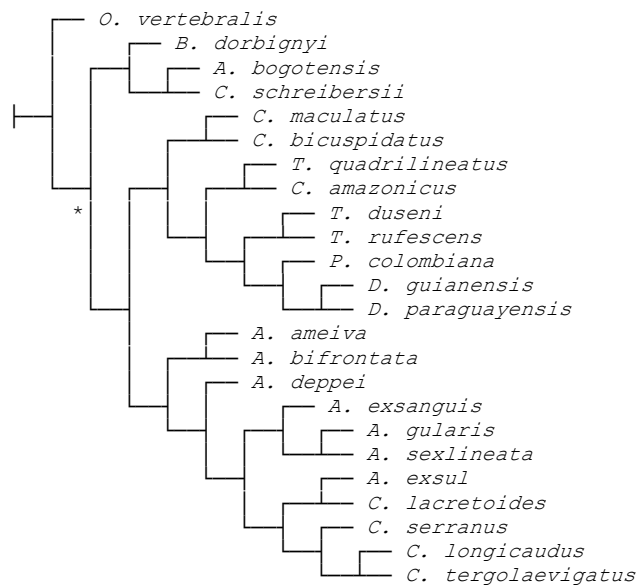 O. vertebralis
B. dorbignyi
A. bogotensis
C. schreibersii
C. maculatus
C. bicuspidatus
T. quadrilineatus
C. amazonicus
T. duseni
*
T. rufescens
P. colombiana
D. guianensis
D. paraguayensis
A. ameiva
A. bifrontata
A. deppei
A. exsanguis
A. gularis
A. sexlineata
A. exsul
C. lacretoides
C. serranus
C. longicaudus
C. tergolaevigatus